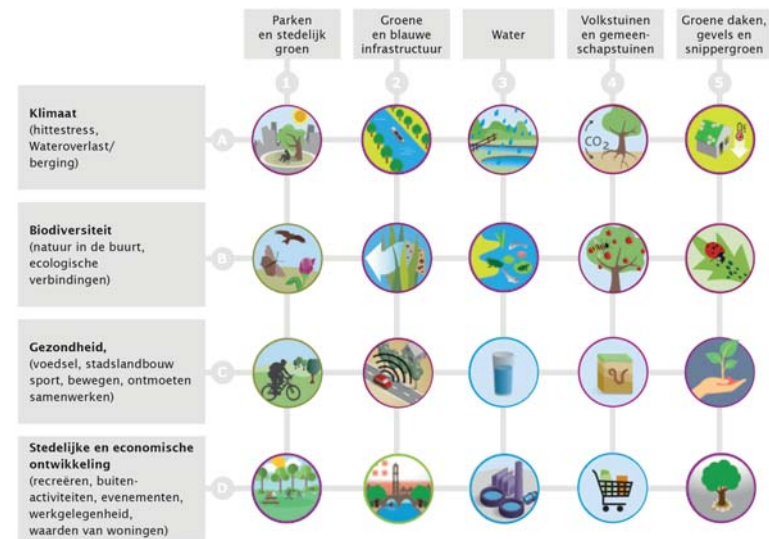 Parken
en stedelijk
groen
Groene
en blauwe
infrastructuur
Water
Volkstuinen
en gemeen-
schapstuinen
Groene daken,
gevels en
snippergroen
1
2
3
4
5
Klimaat
(hittestress,
Wateroverlast/
berging)
A
CO2
Biodiversiteit
(natuur in de buurt,
ecologische
verbindingen)
B
Gezondheid,
(voedsel, stadslandbouw
sport, bewegen, ontmoeten
samenwerken)
C
Stedelijke en economische
ontwikkeling
(recreëren, buiten-
activiteiten, evenementen,
werkgelegenheid,
waarden van woningen)
D